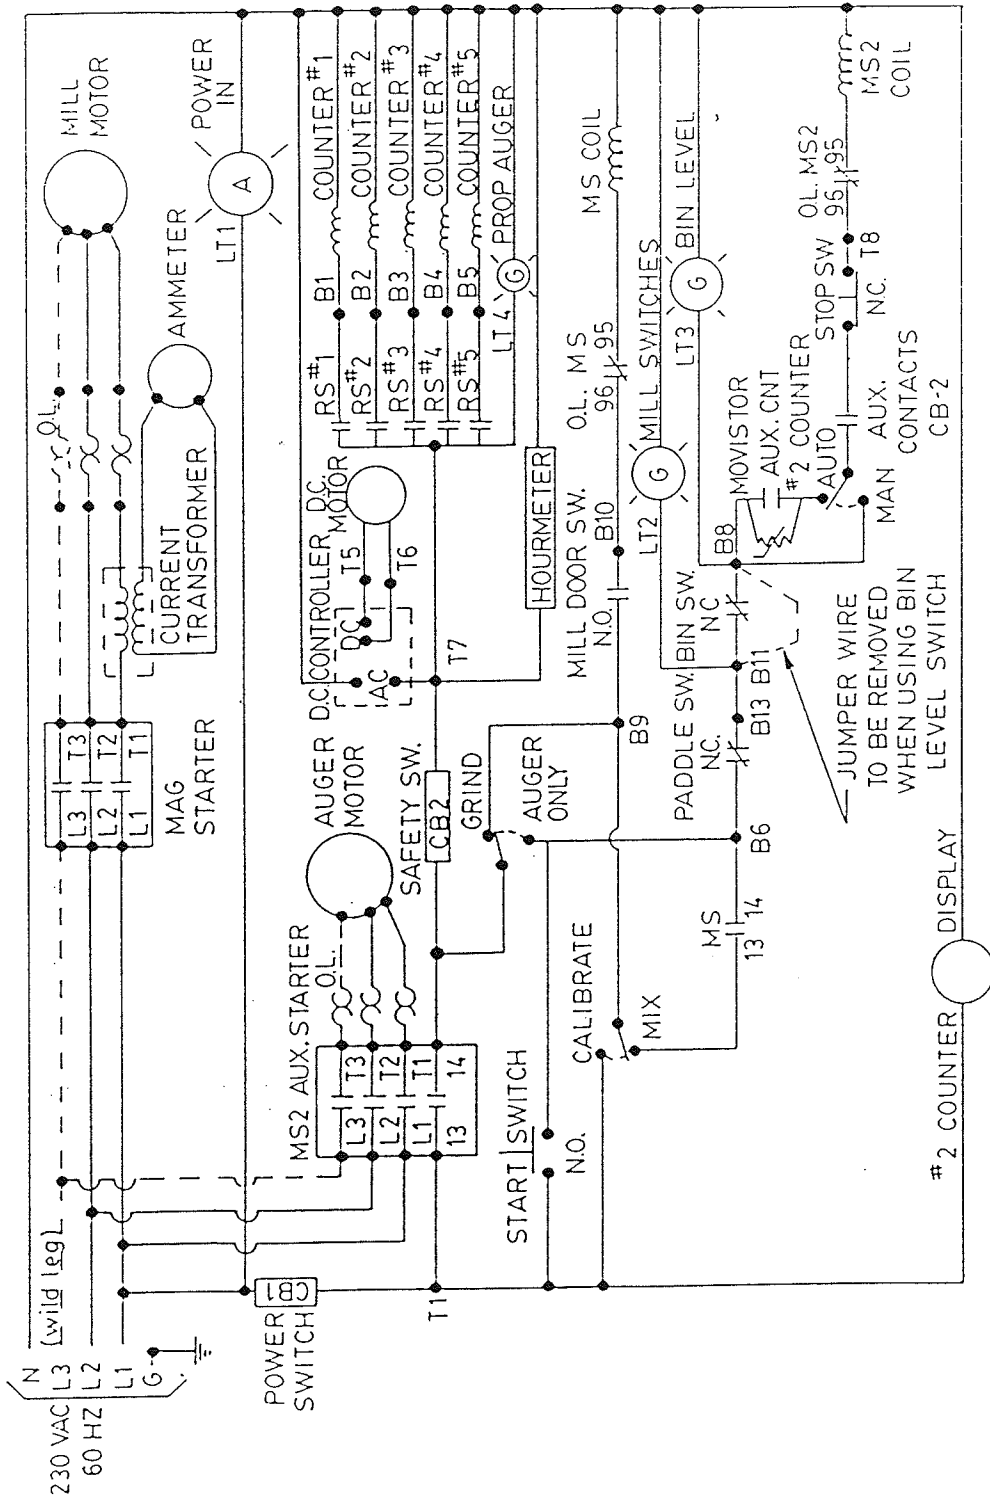 230 VAC
60 HZ
N
L3 (wild leg)
L2
L1
G
POWER
SWITCH
CB1
T1
MS2 AUX. STARTER
L3 T3
L2 T2
L1 T1
13 14
O.L.
AUGER
MOTOR
MAG
STARTER
L3 T3
L2 T2
L1 T1
CURRENT
TRANSFORMER
O.L.
AMMETER
MILL
MOTOR
LT1
A
POWER
IN
SAFETY SW.
CB2
T7
D.C. CONTROLLER
AC
DC
T5
T6
D.C.
MOTOR
RS#1 B1 COUNTER#1
RS#2 B2 COUNTER#2
RS#3 B3 COUNTER#3
RS#4 B4 COUNTER#4
RS#5 B5 COUNTER#5
LT4 G PROP AUGER
HOURMETER
START SWITCH
N.O.
GRIND
AUGER
ONLY
CALIBRATE
MIX
B9
MILL DOOR SW.
N.O.
B10
O.L. MS
96 95
MS COIL
MS
13 14
B6
PADDLE SW.
N.C.
B13
B11
BIN SW.
NC
B8
LT2 G MILL SWITCHES
LT3 G BIN LEVEL
MOVISTOR
AUX. CNT
#2 COUNTER
AUTO
MAN
AUX.
CONTACTS
CB-2
STOP SW
N.C.
T8
O.L. MS2
96 95
MS2
COIL
JUMPER WIRE
TO BE REMOVED
WHEN USING BIN
LEVEL SWITCH
#2 COUNTER DISPLAY